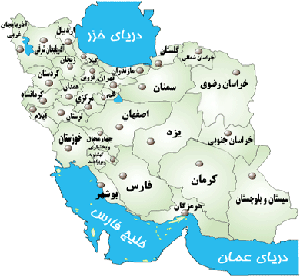 دریای خزر
آذربایجان
غربی
اردبیل
آذربایجان شرقی
گیلان
زنجان
گلستان
خراسان شمالی
مازندران
کردستان
قزوین
تهران
سمنان
خراسان رضوی
همدان
کرمانشاه
مرکزی
قم
ایلام
لرستان
اصفهان
یزد
خراسان جنوبی
خوزستان
چهارمحال
وبختیاری
کهگیلویه
وبویراحمد
فارس
کرمان
بوشهر
هرمزگان
سیستان و بلوچستان
خلیج فارس
دریای عمان